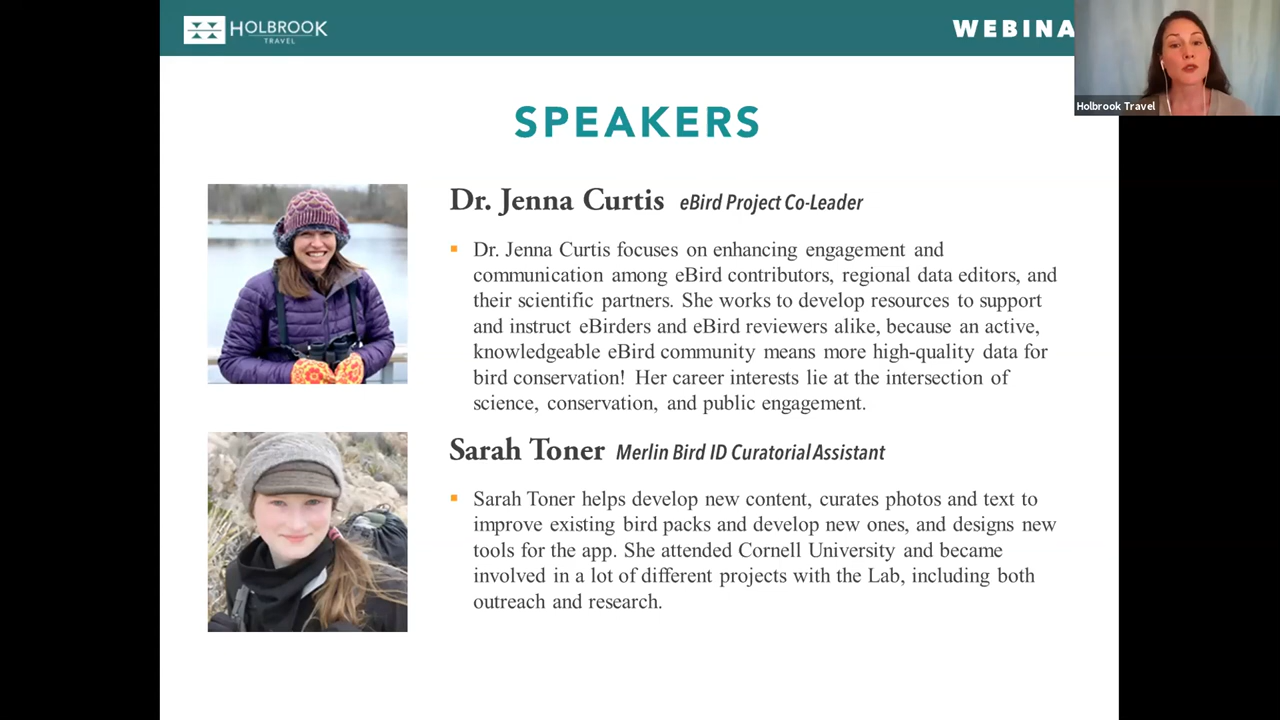 HOLBROOK
TRAVEL
WEBINA
Holbrook Travel
SPEAKERS
Dr. Jenna Curtis eBird Project Co-Leader
Dr. Jenna Curtis focuses on enhancing engagement and
communication among eBird contributors, regional data editors, and
their scientific partners. She works to develop resources to support
and instruct eBirders and eBird reviewers alike, because an active,
knowledgeable eBird community means more high-quality data for
bird conservation! Her career interests lie at the intersection of
science, conservation, and public engagement.
Sarah Toner Merlin Bird ID Curatorial Assistant
Sarah Toner helps develop new content, curates photos and text to
improve existing bird packs and develop new ones, and designs new
tools for the app. She attended Cornell University and became
involved in a lot of different projects with the Lab, including both
outreach and research.